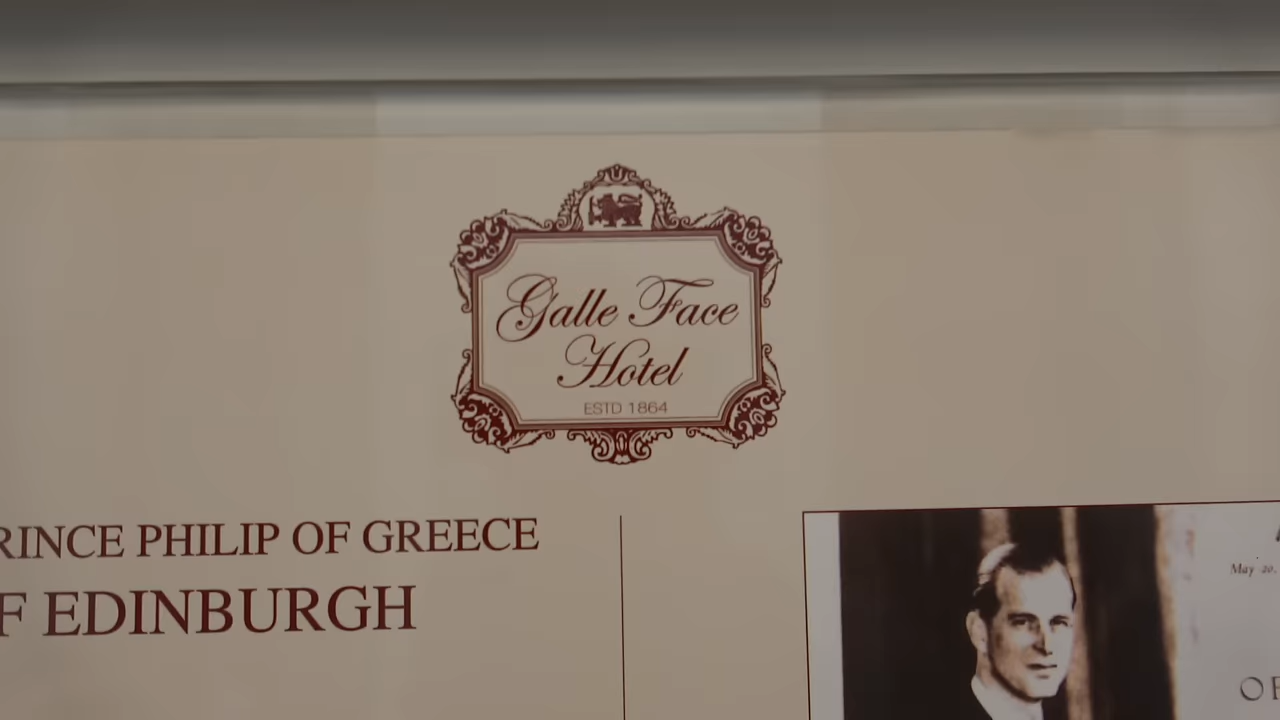 Galle Face
Hotel
ESTD 1864
RINCE PHILIP OF GREECE
F EDINBURGH
May 20,
OF